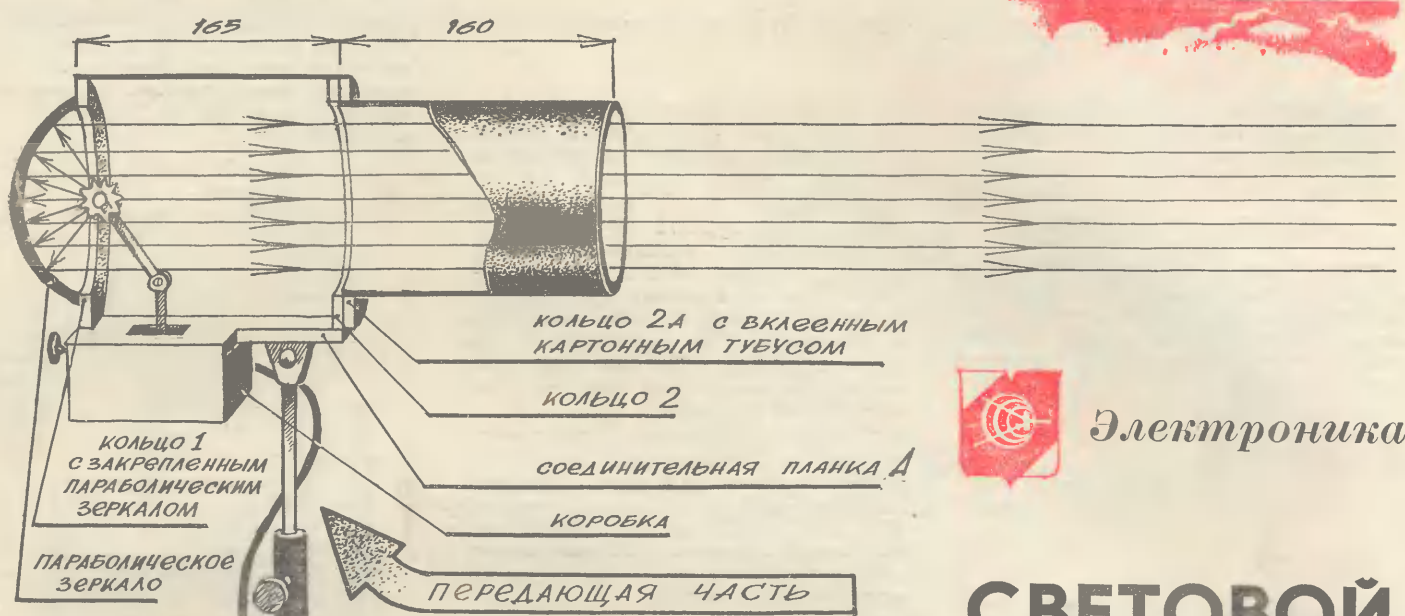 165
160
КОЛЬЦО 2А С ВКЛЕЕННЫМ
КАРТОННЫМ ТУБУСОМ
КОЛЬЦО 2
КОЛЬЦО 1
С ЗАКРЕПЛЕННЫМ
ПАРАБОЛИЧЕСКИМ
ЗЕРКАЛОМ
СОЕДИНИТЕЛЬНАЯ ПЛАНКА А
КОРОБКА
ПАРАБОЛИЧЕСКОЕ
ЗЕРКАЛО
ПЕРЕДАЮЩАЯ ЧАСТЬ
Электроника
СВЕТОВОЙ